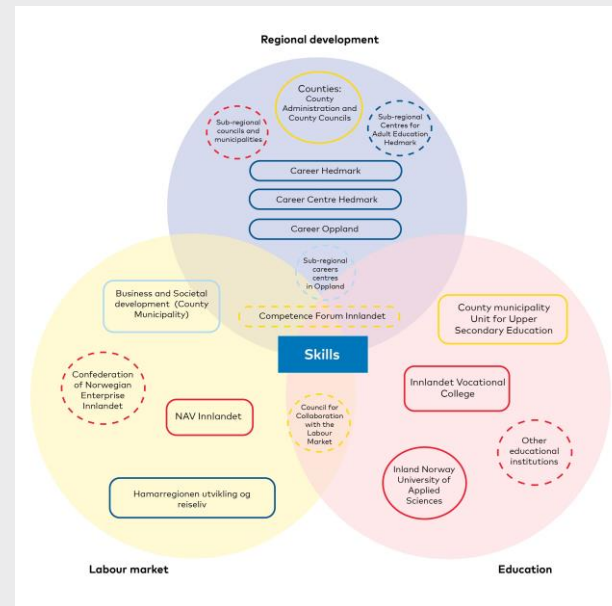 Regional development
Counties:
County
Administration and
County Councils
Sub-regional
councils and
municipalities
Sub-regional
Centres for
Adult Education
Hedmark
Career Hedmark
Career Centre Hedmark
Career Oppland
Sub-regional
careers
centres
in Oppland
Business and Societal
development (County
Municipality)
Competence Forum Innlandet
County municipality
Unit for Upper
Secondary Education
Skills
Confederation
of Norwegian
Enterprise
Innlandet
NAV Innlandet
Council for
Collaboration
with the
Labour
Market
Innlandet Vocational
College
Other
educational
institutions
Inland Norway
University of
Applied
Sciences
Hamarregionen utvikling og
reiseliv
Labour market
Education